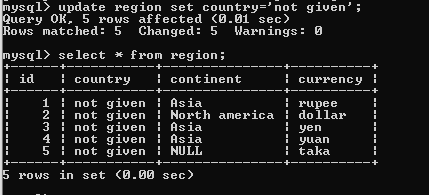 mysql> update region set country='not given';
Query OK, 5 rows affected (0.01 sec)
Rows matched: 5  Changed: 5  Warnings: 0
mysql> select * from region;
+------+-----------+---------------+----------+
| id   | country   | continent     | currency |
+------+-----------+---------------+----------+
|    1 | not given | Asia          | rupee    |
|    2 | not given | North america | dollar   |
|    3 | not given | Asia          | yen      |
|    4 | not given | Asia          | yuan     |
|    5 | not given | NULL          | taka     |
+------+-----------+---------------+----------+
5 rows in set (0.00 sec)